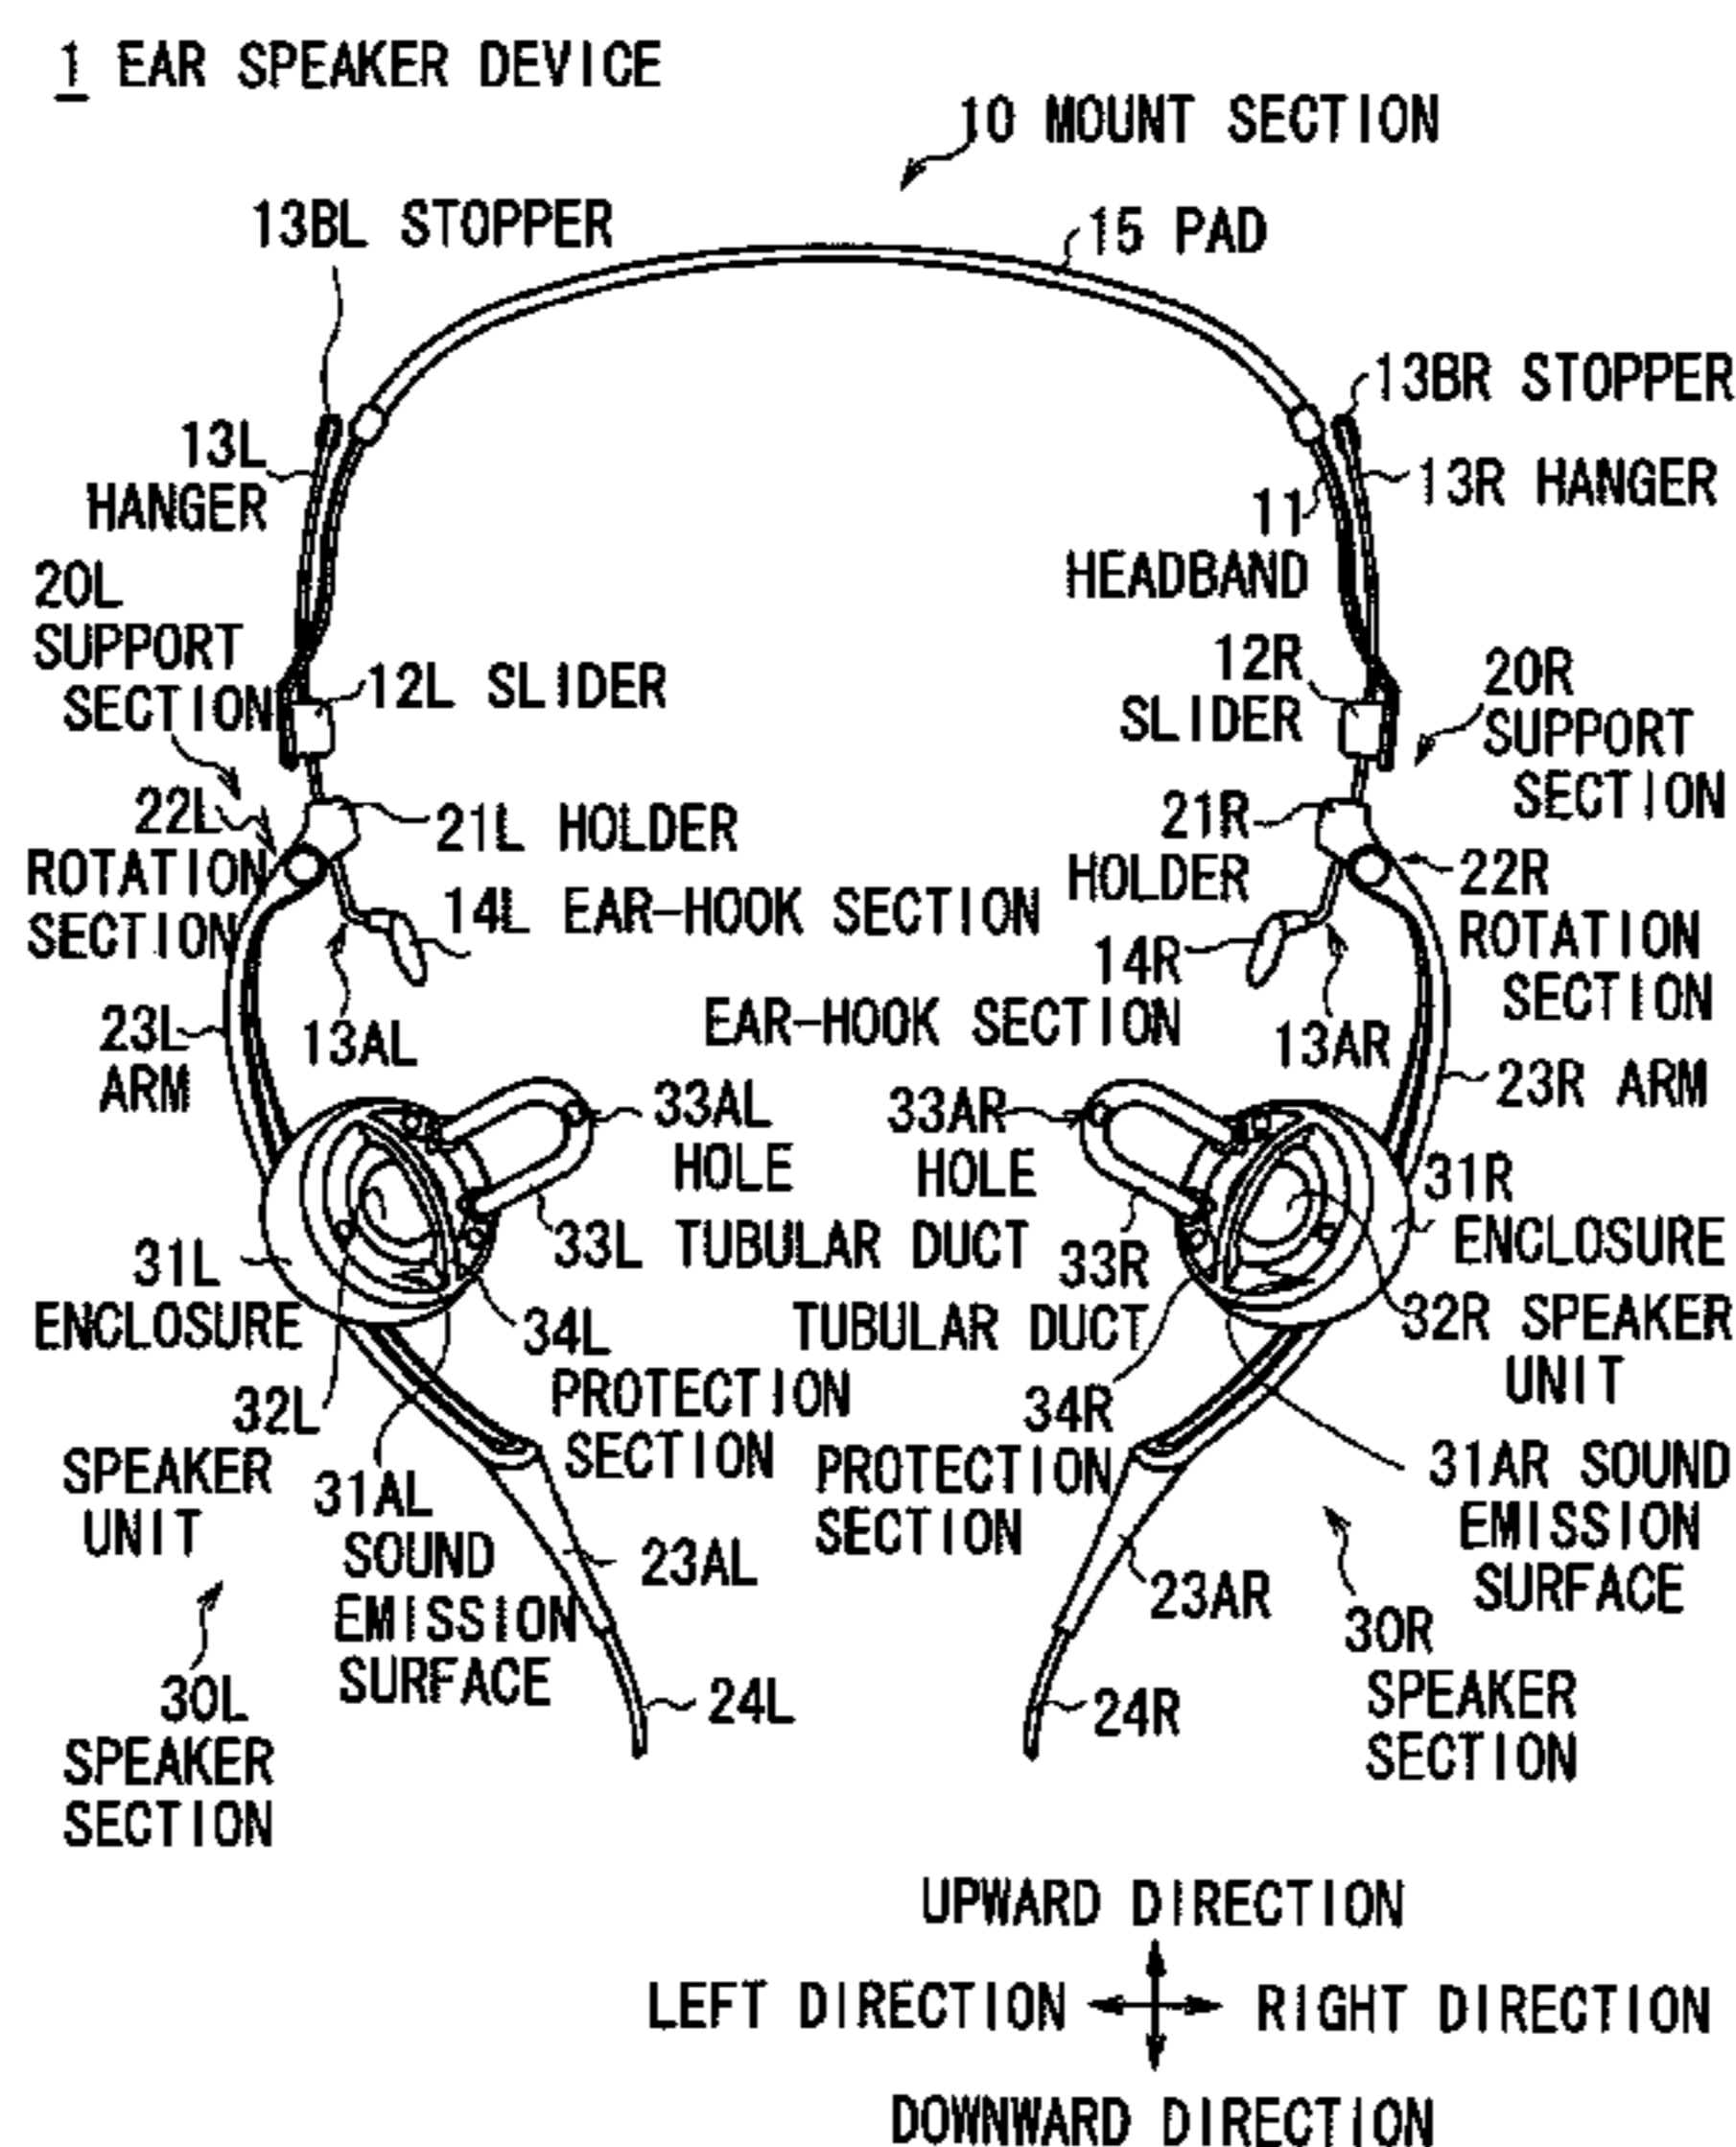 1 EAR SPEAKER DEVICE
10 MOUNT SECTION
13BL STOPPER
15 PAD
13BR STOPPER
13L
HANGER
13R HANGER
11
HEADBAND
20L
SUPPORT
SECTION
12L SLIDER
12R
SLIDER
20R
SUPPORT
SECTION
22L
ROTATION
SECTION
21L HOLDER
21R
HOLDER
22R
ROTATION
SECTION
14L EAR-HOOK SECTION
14R
EAR-HOOK SECTION
23L
ARM
13AL
13AR
23R ARM
33AL
HOLE
33AR
HOLE
31R
ENCLOSURE
33L TUBULAR DUCT
33R
TUBULAR DUCT
31L
ENCLOSURE
34L
PROTECTION
SECTION
32R SPEAKER
UNIT
32L
SPEAKER
UNIT
34R
PROTECTION
SECTION
31AL
SOUND
EMISSION
SURFACE
31AR SOUND
EMISSION
SURFACE
23AL
23AR
30L
SPEAKER
SECTION
30R
SPEAKER
SECTION
24L
24R
UPWARD DIRECTION
LEFT DIRECTION
RIGHT DIRECTION
DOWNWARD DIRECTION